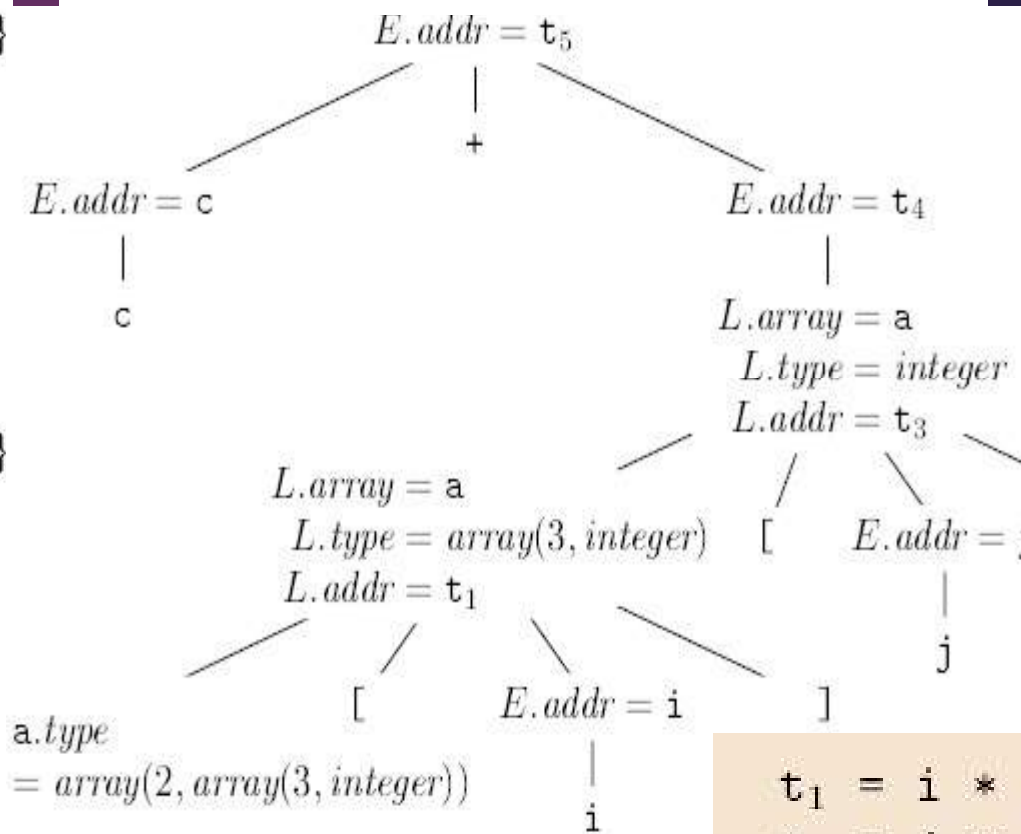 }
E.addr = t₅
+
E.addr = c
E.addr = t₄
c
L.array = a
L.type = integer
L.addr = t₃
}
L.array = a
L.type = array(3, integer)
L.addr = t₁
[
E.addr =
j
a.type
= array(2, array(3, integer))
[
E.addr = i
]
i
t₁ = i *